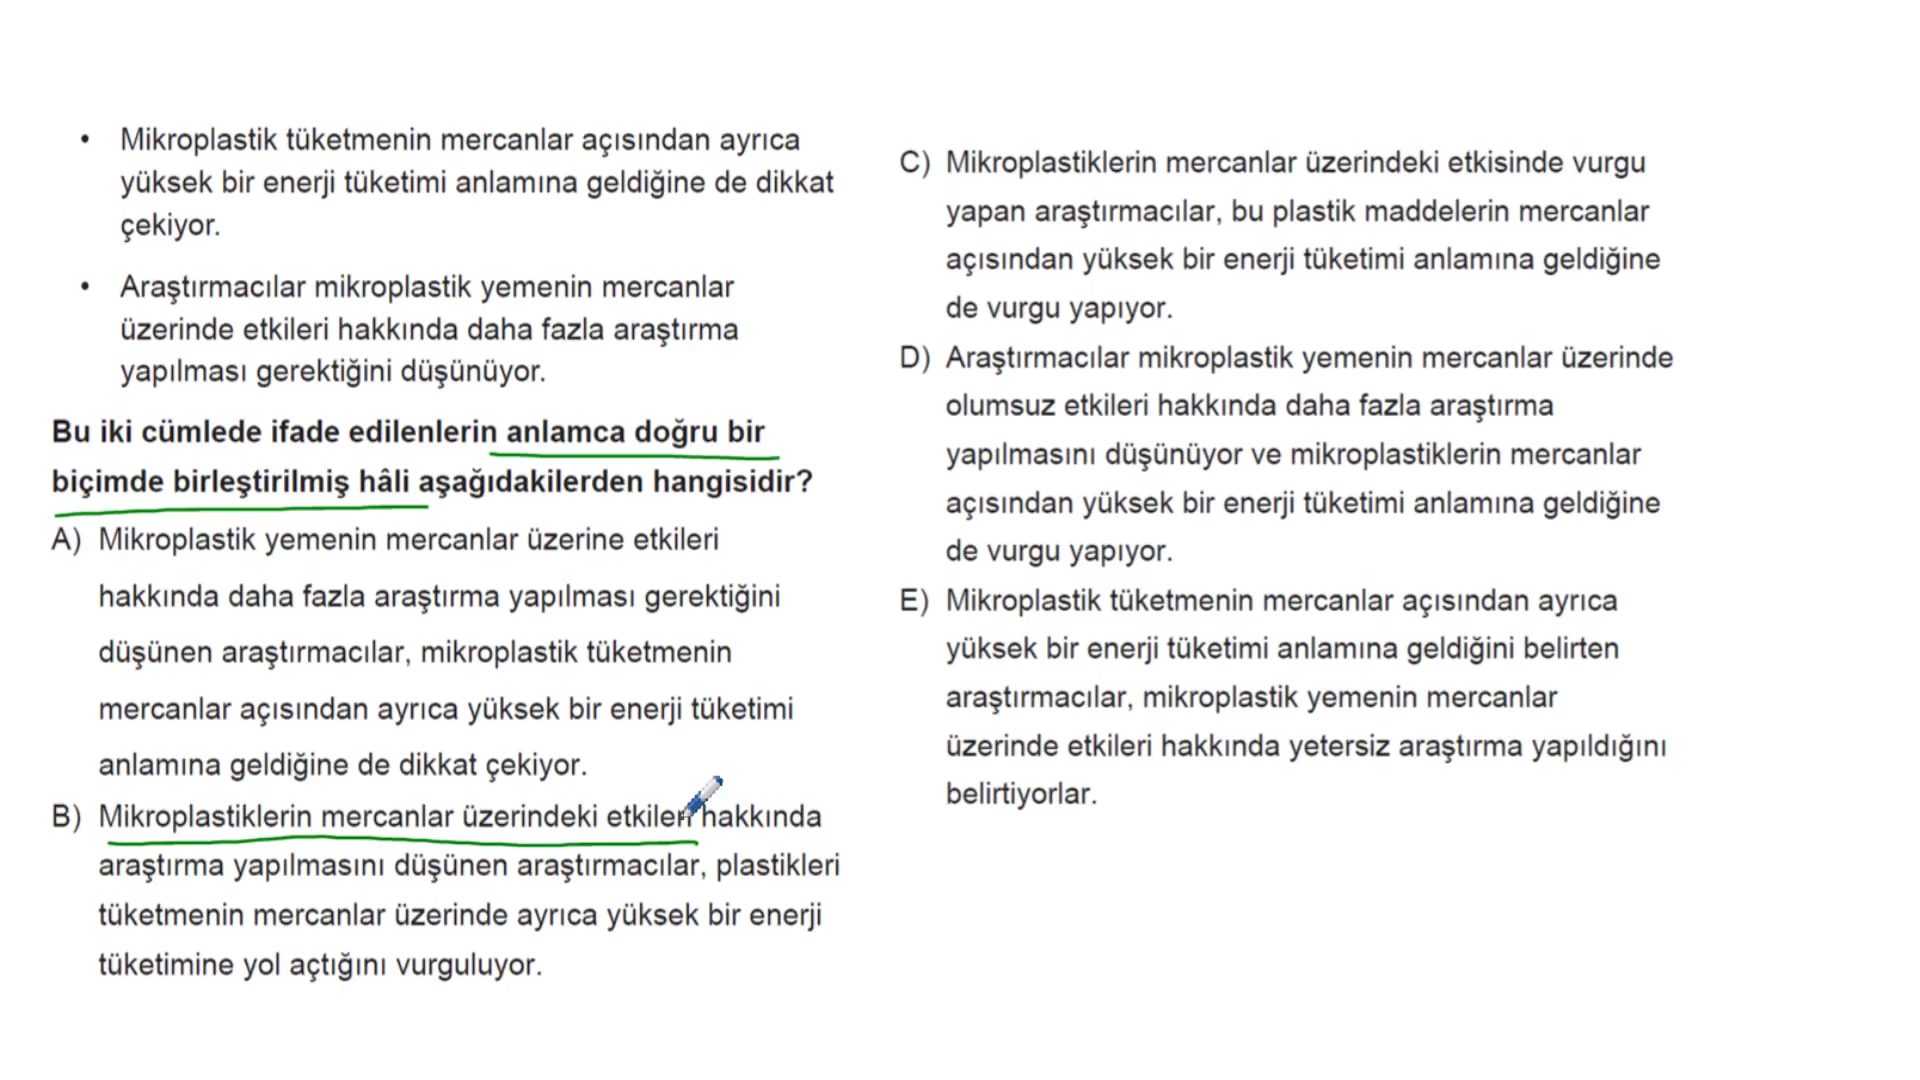 • Mikroplastik tüketmenin mercanlar açısından ayrıca
yüksek bir enerji tüketimi anlamına geldiğine de dikkat
çekiyor.
• Araştırmacılar mikroplastik yemenin mercanlar
üzerinde etkileri hakkında daha fazla araştırma
yapılması gerektiğini düşünüyor.
Bu iki cümlede ifade edilenlerin anlamca doğru bir
biçimde birleştirilmiş hâli aşağıdakilerden hangisidir?
A) Mikroplastik yemenin mercanlar üzerine etkileri
hakkında daha fazla araştırma yapılması gerektiğini
düşünen araştırmacılar, mikroplastik tüketmenin
mercanlar açısından ayrıca yüksek bir enerji tüketimi
anlamına geldiğine de dikkat çekiyor.
B) Mikroplastiklerin mercanlar üzerindeki etkileri hakkında
araştırma yapılmasını düşünen araştırmacılar, plastikleri
tüketmenin mercanlar üzerinde ayrıca yüksek bir enerji
tüketimine yol açtığını vurguluyor.
C) Mikroplastiklerin mercanlar üzerindeki etkisinde vurgu
yapan araştırmacılar, bu plastik maddelerin mercanlar
açısından yüksek bir enerji tüketimi anlamına geldiğine
de vurgu yapıyor.
D) Araştırmacılar mikroplastik yemenin mercanlar üzerinde
olumsuz etkileri hakkında daha fazla araştırma
yapılmasını düşünüyor ve mikroplastiklerin mercanlar
açısından yüksek bir enerji tüketimi anlamına geldiğine
de vurgu yapıyor.
E) Mikroplastik tüketmenin mercanlar açısından ayrıca
yüksek bir enerji tüketimi anlamına geldiğini belirten
araştırmacılar, mikroplastik yemenin mercanlar
üzerinde etkileri hakkında yetersiz araştırma yapıldığını
belirtiyorlar.